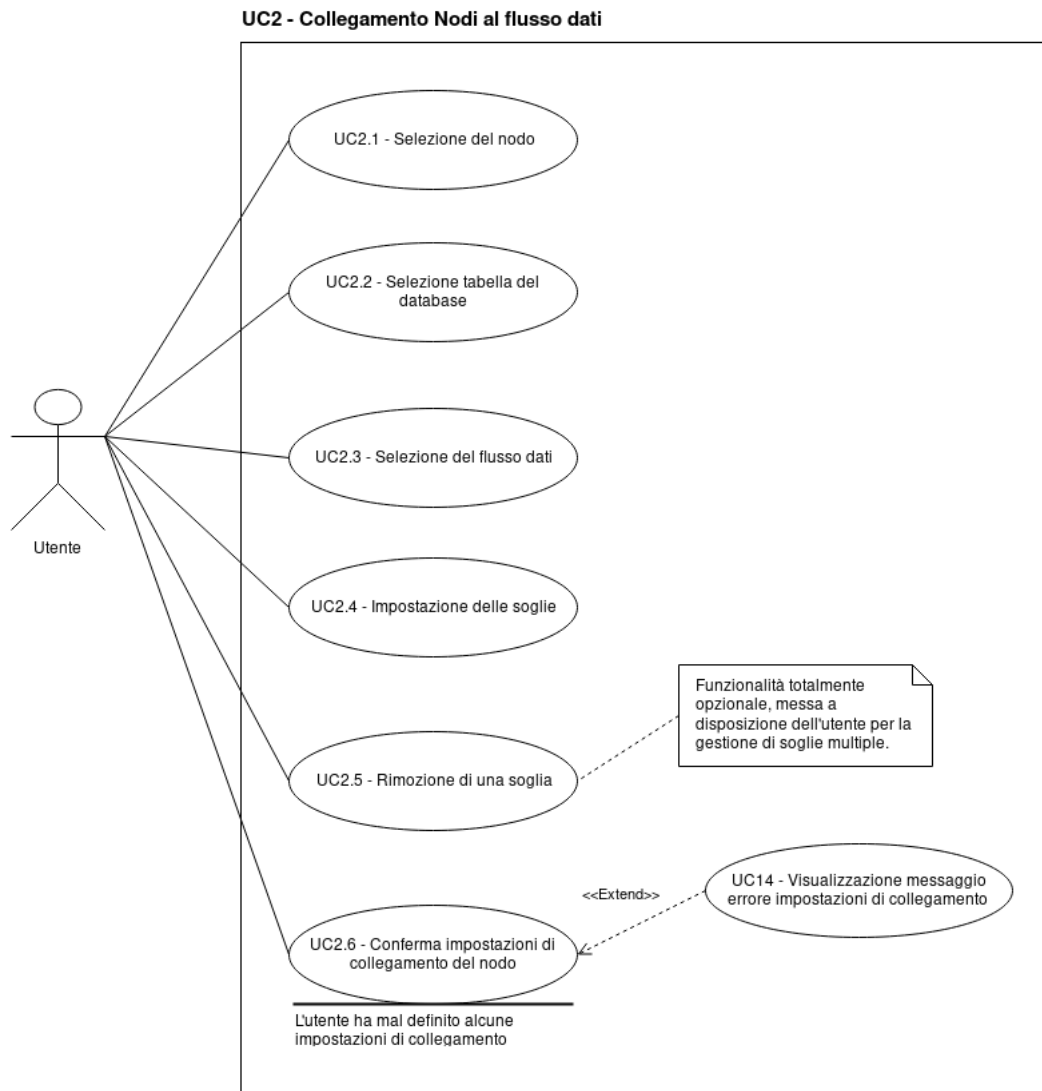 UC2 - Collegamento Nodi al flusso dati
UC2.1 - Selezione del nodo
UC2.2 - Selezione tabella del
database
UC2.3 - Selezione del flusso dati
Utente
UC2.4 - Impostazione delle soglie
Funzionalità totalmente
opzionale, messa a
disposizione dell'utente per la
gestione di soglie multiple.
UC2.5 - Rimozione di una soglia
<<Extend>>
UC14 - Visualizzazione messaggio
errore impostazioni di collegamento
UC2.6 - Conferma impostazioni di
collegamento del nodo
L'utente ha mal definito alcune
impostazioni di collegamento